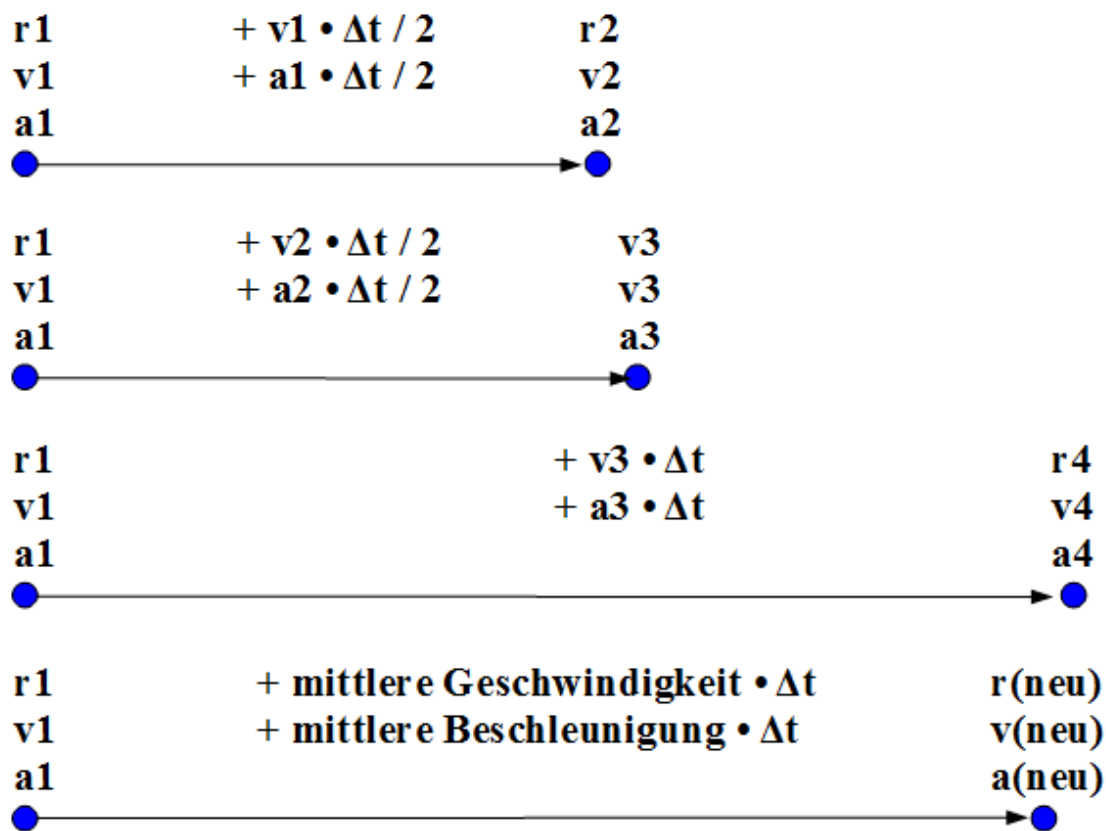 r1 + v1 • Δt / 2 r2
v1 + a1 • Δt / 2 v2
a1 a2
r1 + v2 • Δt / 2 v3
v1 + a2 • Δt / 2 v3
a1 a3
r1 + v3 • Δt r4
v1 + a3 • Δt v4
a1 a4
r1 + mittlere Geschwindigkeit • Δt r(neu)
v1 + mittlere Beschleunigung • Δt v(neu)
a1 a(neu)